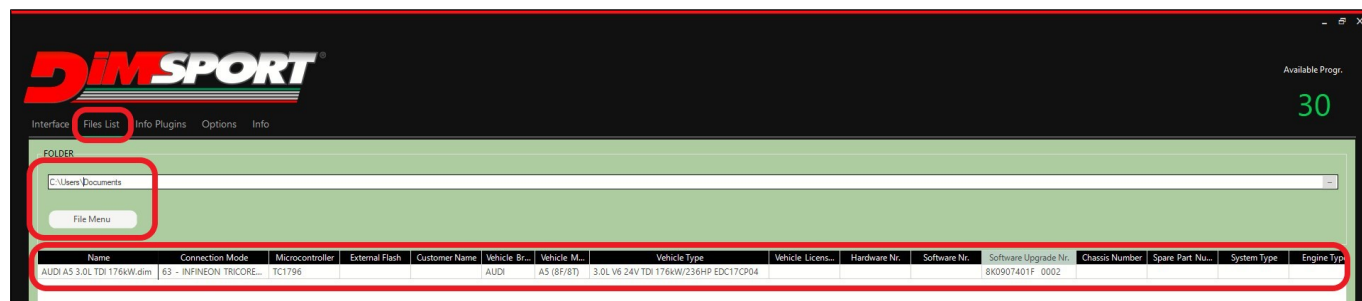 DiMSPORT®
Available Progr.
30
Interface Files List Info Plugins Options Info
FOLDER
C:\Users\Documents
...
File Menu
Name Connection Mode Microcontroller External Flash Customer Name Vehicle Br... Vehicle M... Vehicle Type Vehicle Licens... Hardware Nr. Software Nr. Software Upgrade Nr. Chassis Number Spare Part Nu... System Type Engine Type
AUDI A5 3.0L TDI 176kW.dim 63 - INFINEON TRICORE... TC1796 AUDI A5 (8F/8T) 3.0L V6 24V TDI 176kW/236HP EDC17CP04 8K0907401F 0002